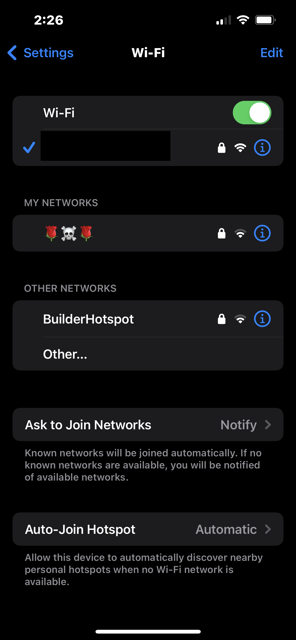 2:26
Settings
Wi-Fi
Edit
Wi-Fi
MY NETWORKS
🌹☠️🌹
OTHER NETWORKS
BuilderHotspot
Other...
Ask to Join Networks Notify
Known networks will be joined automatically. If no
known networks are available, you will be notified
of available networks.
Auto-Join Hotspot Automatic
Allow this device to automatically discover nearby
personal hotspots when no Wi-Fi network is
available.